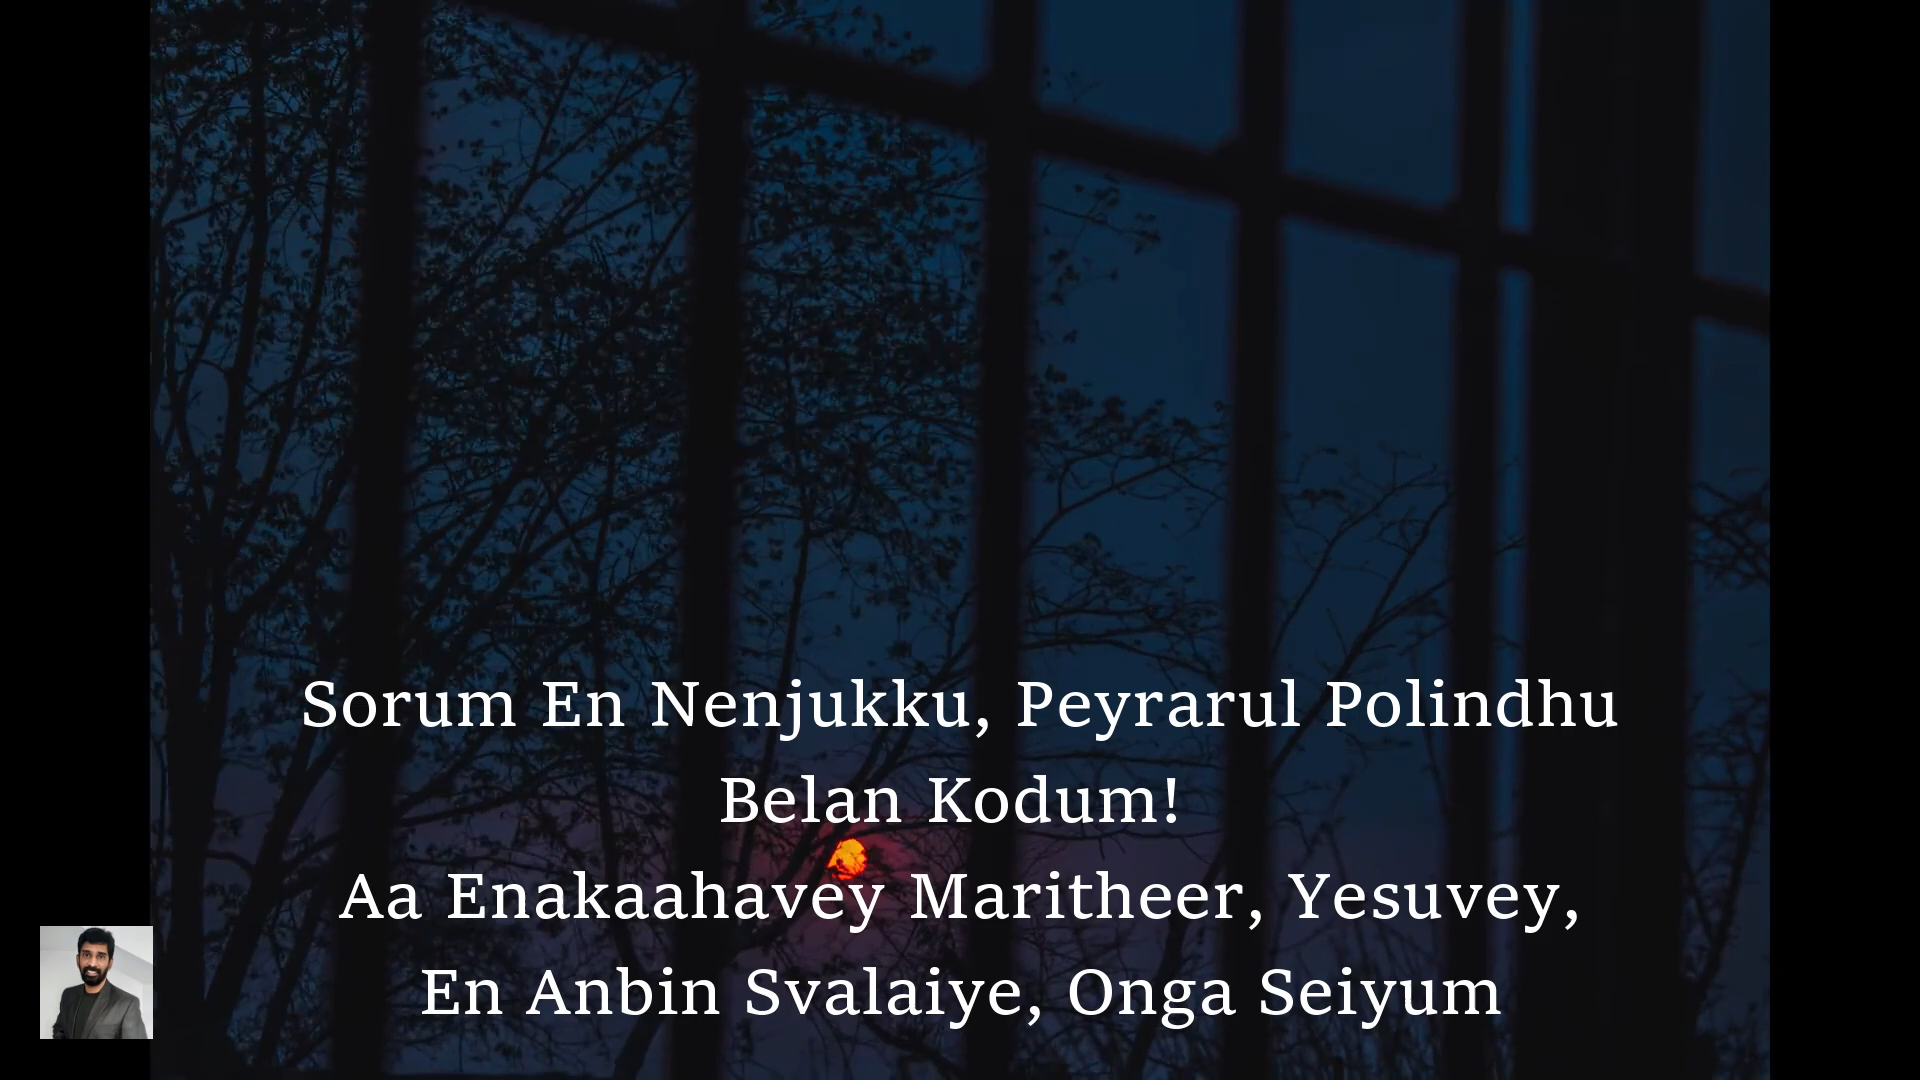 Sorum En Nenjukku, Peyrarul Polindhu
Belan Kodum!
Aa Enakaahavey Maritheer, Yesuvey,
En Anbin Svalaiye, Onga Seiyum